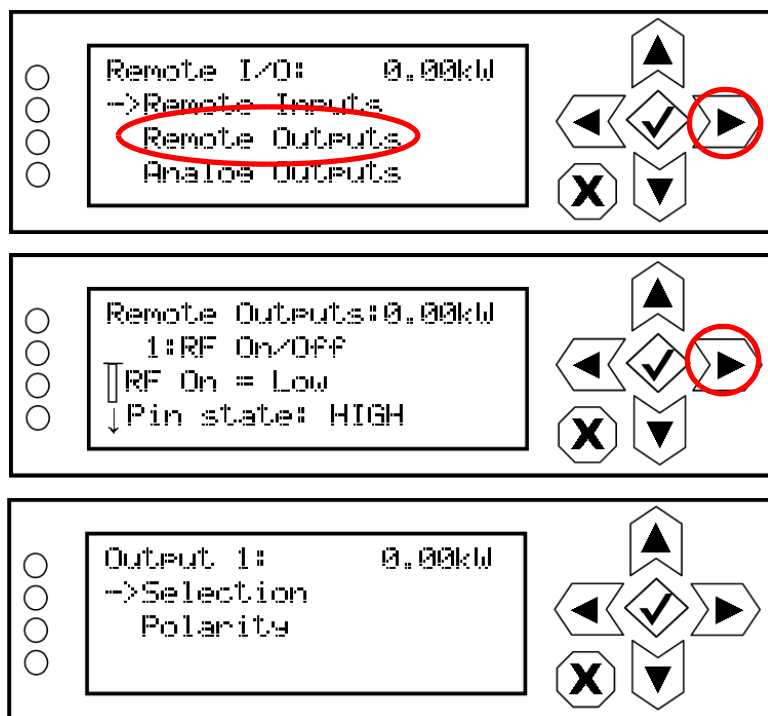 Remote I/O: 0.00kW
->Remote Inputs
Remote Outputs
Analog Outputs
X
Remote Outputs:0.00kW
1:RF On/Off
RF On = Low
↓Pin state: HIGH
X
Output 1: 0.00kW
->Selection
Polarity
X